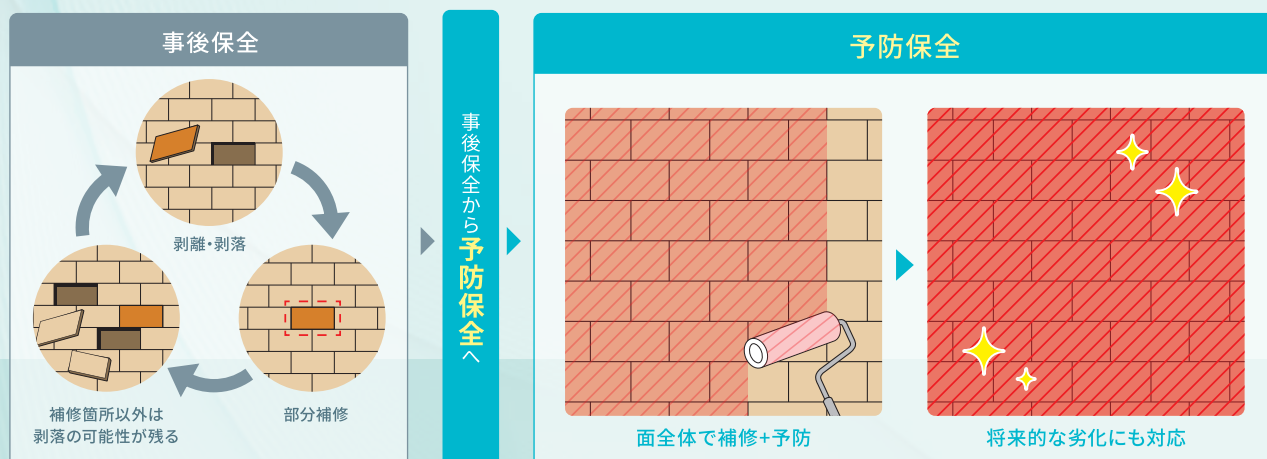 事後保全
剥離・剥落
補修箇所以外は
剥落の可能性が残る
部分補修
事後保全から予防保全へ
予防保全
面全体で補修+予防
将来的な劣化にも対応